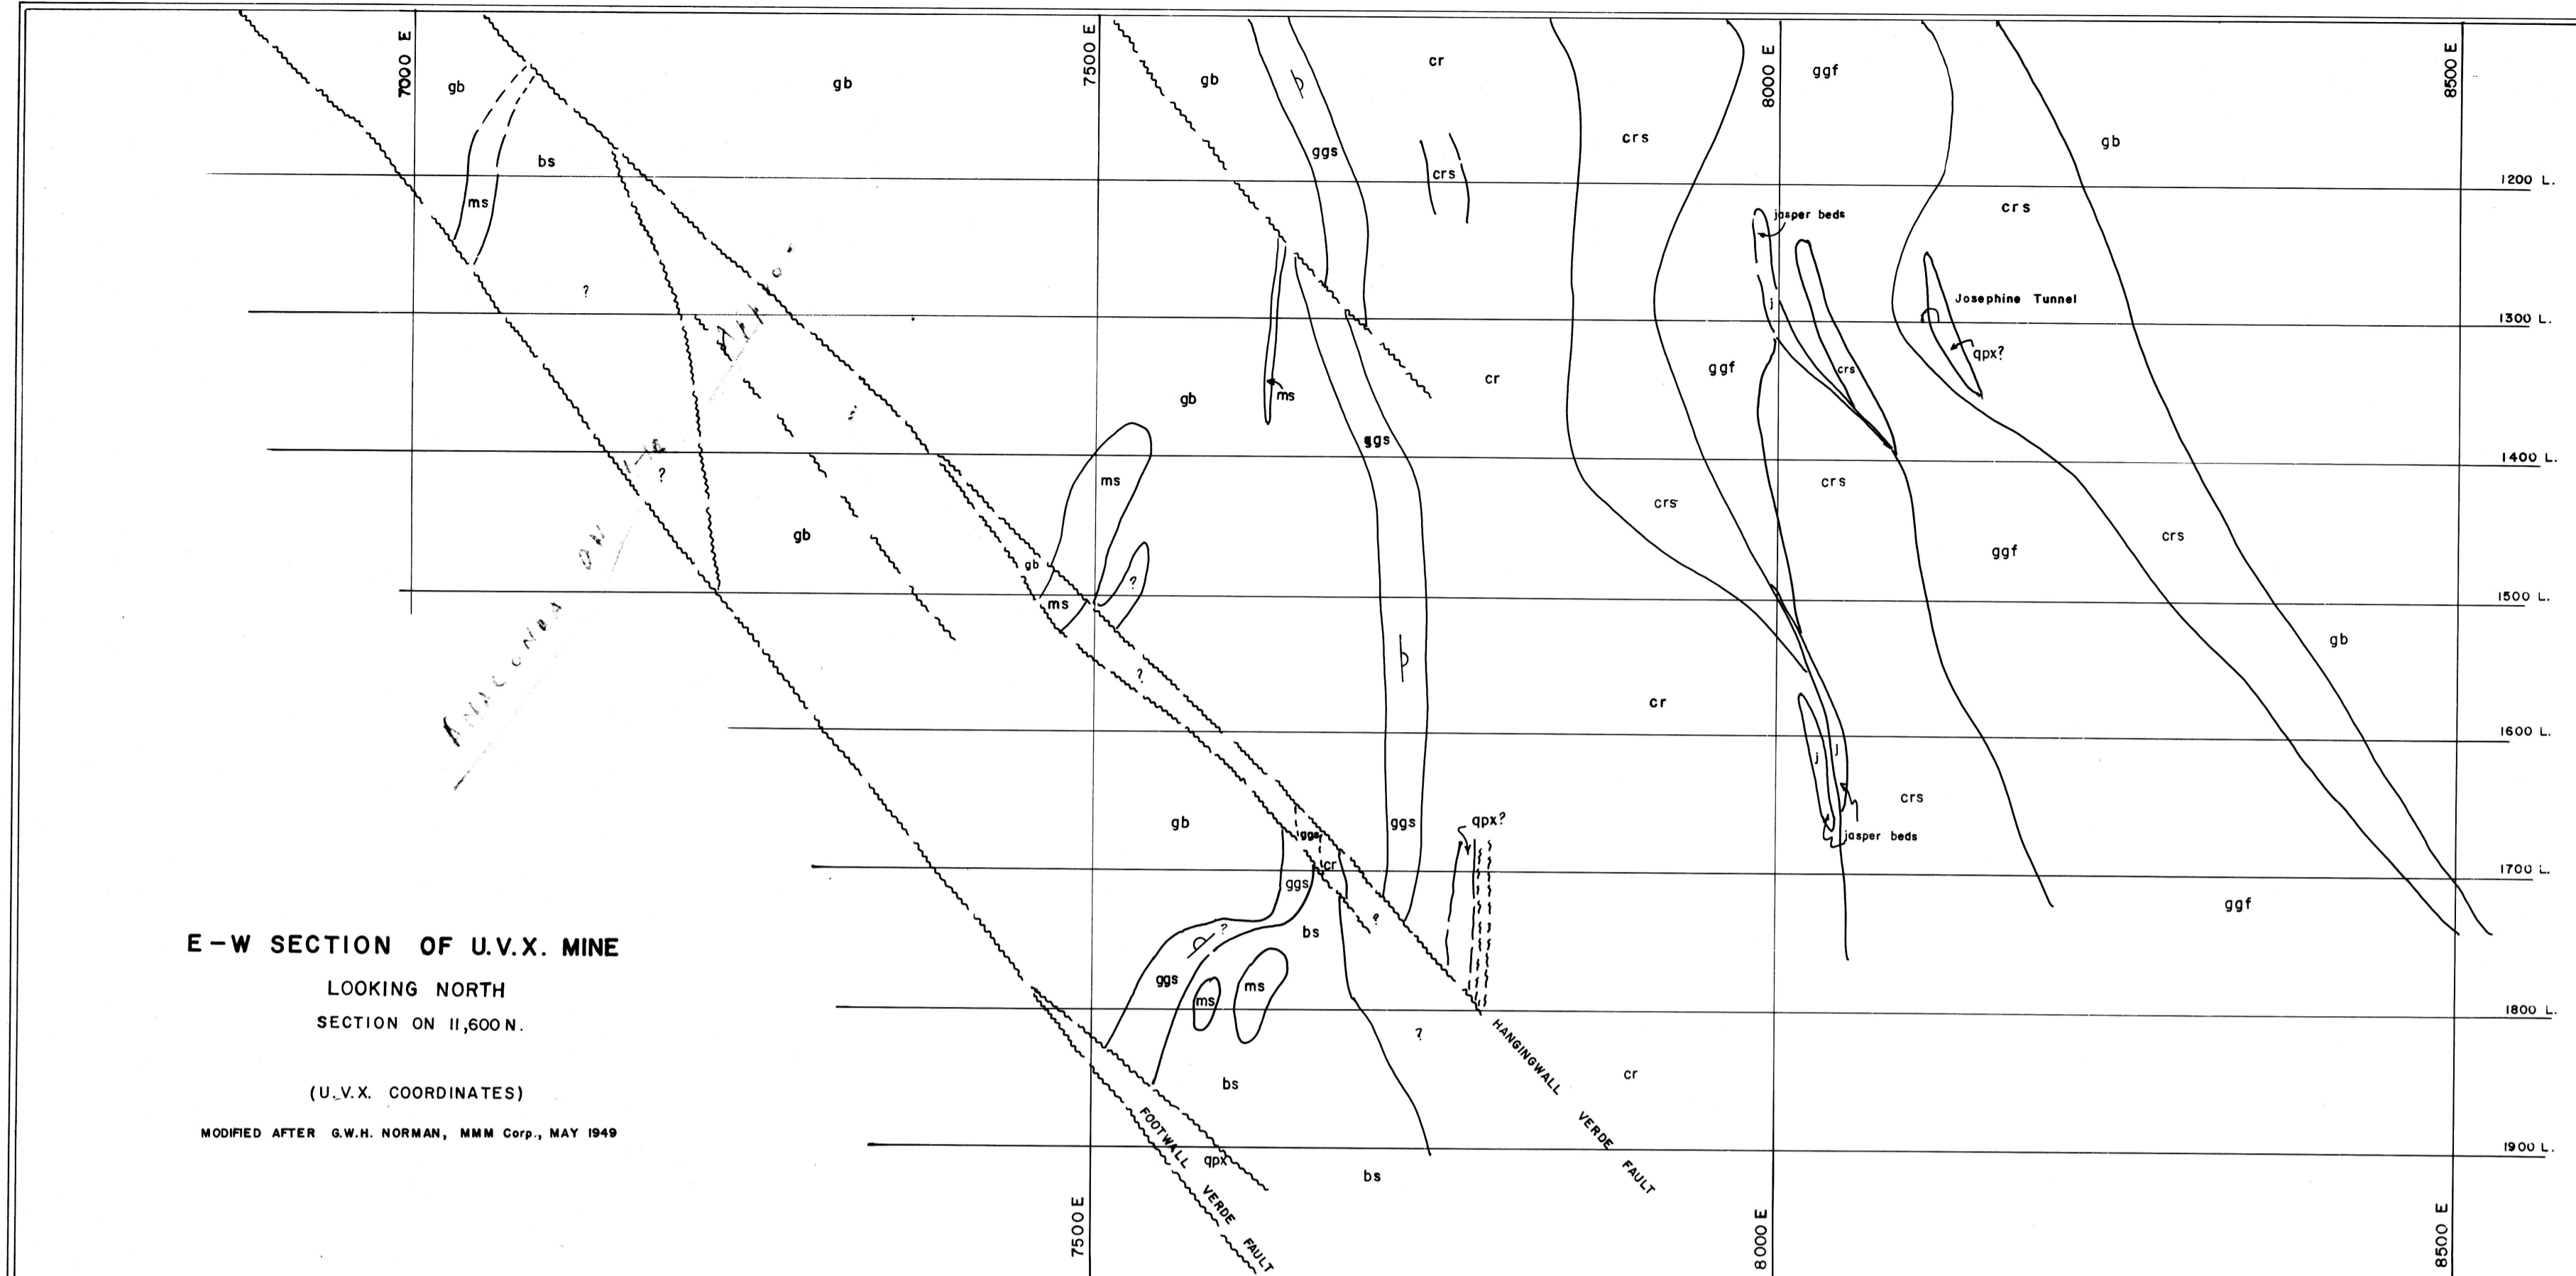 7000 E
7500 E
8000 E
8500 E
gb
gb
gb
cr
ggf
gb
bs
ggs
crs
crs
1200 L.
ms
crs
jasper beds
?
j
Josephine Tunnel
1300 L.
qpx?
ggf
crs
cr
ms
gb
ggs
1400 L.
?
ms
crs
crs
crs
gb
ggf
gb
?
ms
1500 L.
gb
?
cr
1600 L.
j
j
crs
gb
ggs
ggs
qpx?
jasper beds
cr
1700 L.
ggs
ggf
?
?
bs
E-W SECTION OF U.V.X. MINE
LOOKING NORTH
SECTION ON 11,600 N.
ggs
ms
ms
1800 L.
?
HANGINGWALL VERDE FAULT
cr
bs
(U.V.X. COORDINATES)
MODIFIED AFTER G.W.H. NORMAN, MMM Corp., MAY 1949
FOOTWALL VERDE FAULT
qpx
1900 L.
bs
7500 E
8000 E
8500 E
ANACONDA ON